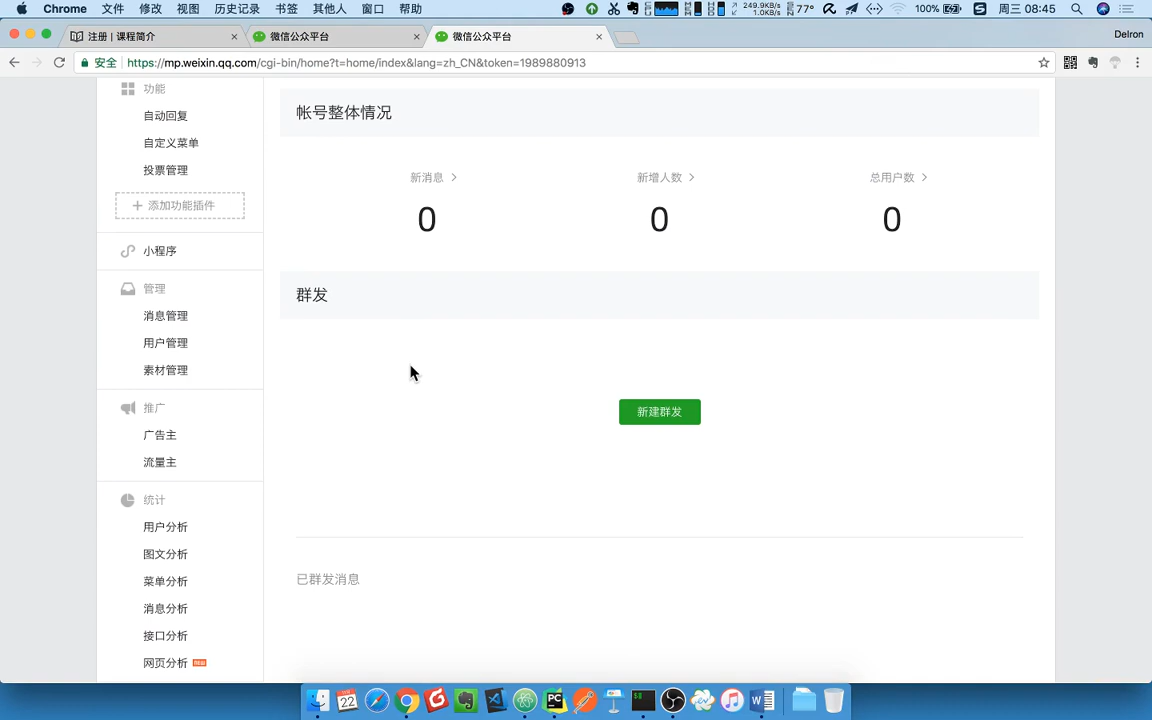 Chrome 文件 修改 视图 历史记录 书签 其他人 窗口 帮助 249.9KB/s 1.0KB/s 77° 100% 周三 08:45
注册 | 课程简介 微信公众平台 微信公众平台 Delron
安全 https://mp.weixin.qq.com/cgi-bin/home?t=home/index&lang=zh_CN&token=1989880913
功能
自动回复
自定义菜单
投票管理
+ 添加功能插件
小程序
管理
消息管理
用户管理
素材管理
推广
广告主
流量主
统计
用户分析
图文分析
菜单分析
消息分析
接口分析
网页分析 New
帐号整体情况
新消息 新增人数 总用户数
0 0 0
群发
新建群发
已群发消息
22
PC
W